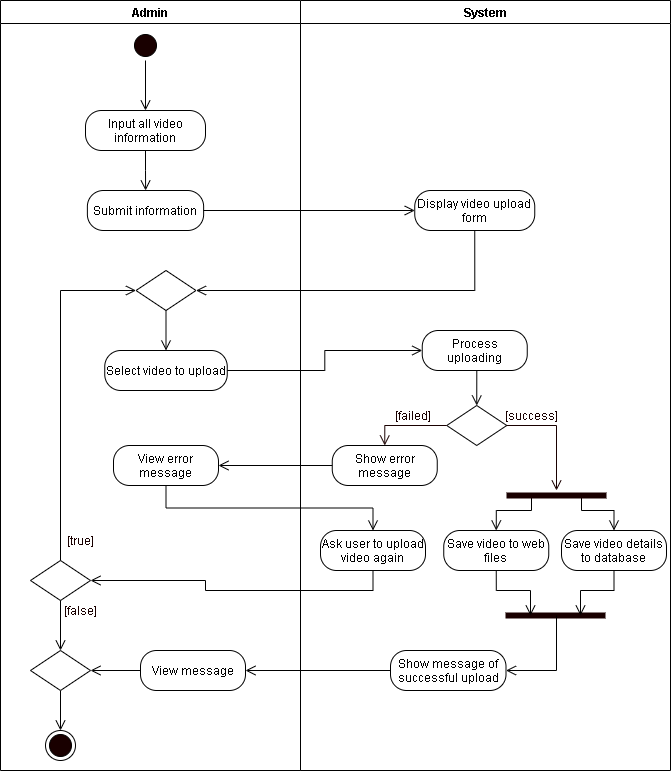 Admin
System
Input all video
information
Submit information
Display video upload
form
Select video to upload
Process
uploading
[failed]
[success]
View error
message
Show error
message
[true]
Ask user to upload
video again
Save video to web
files
Save video details
to database
[false]
View message
Show message of
successful upload